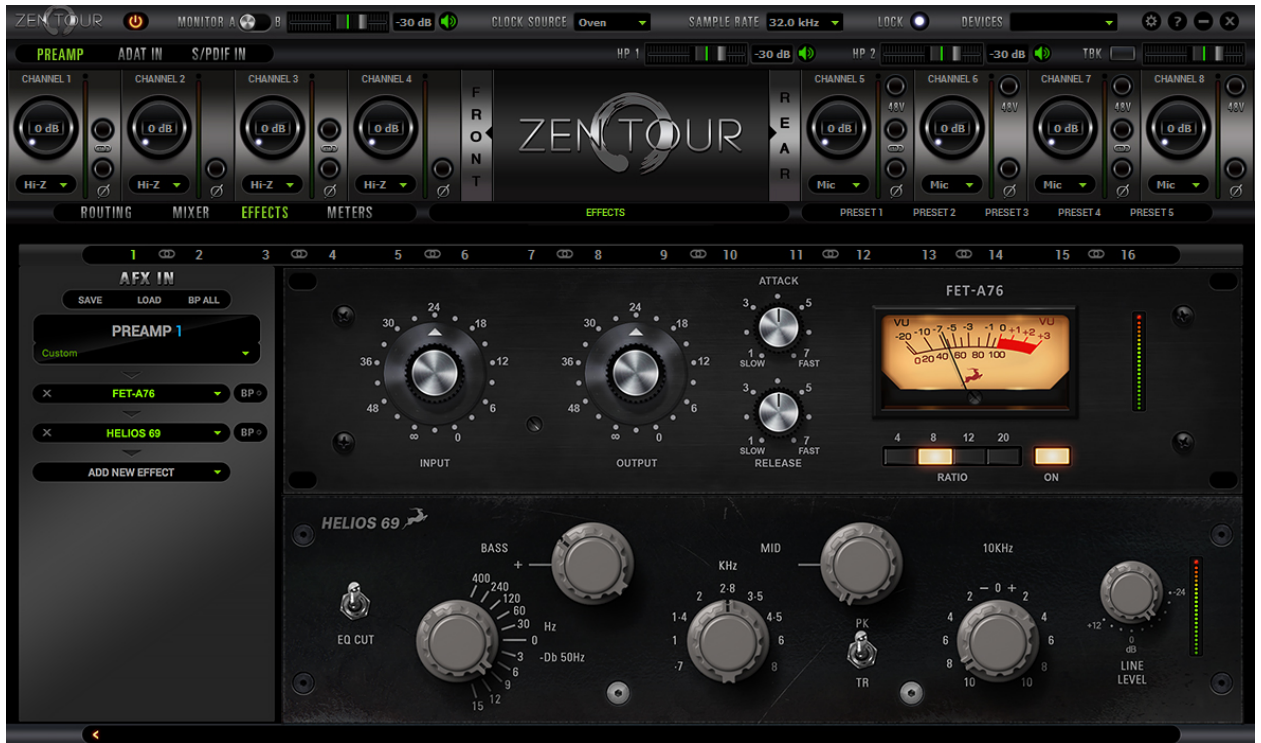 ZEN TOUR MONITOR A B -30 dB CLOCK SOURCE Oven SAMPLE RATE 32.0 kHz LOCK DEVICES ?
PREAMP ADAT IN S/PDIF IN HP 1 -30 dB HP 2 -30 dB TBK
CHANNEL 1 CHANNEL 2 CHANNEL 3 CHANNEL 4 CHANNEL 5 CHANNEL 6 CHANNEL 7 CHANNEL 8
48V 48V 48V 48V
0 dB 0 dB 0 dB 0 dB FRONT ZEN TOUR REAR 0 dB 0 dB 0 dB 0 dB
Hi-Z Hi-Z Hi-Z Hi-Z Mic Mic Mic Mic
ROUTING MIXER EFFECTS METERS EFFECTS PRESET 1 PRESET 2 PRESET 3 PRESET 4 PRESET 5
1 2 3 4 5 6 7 8 9 10 11 12 13 14 15 16
AFX IN
SAVE LOAD BP ALL
PREAMP 1
Custom
FET-A76 BP
HELIOS 69 BP
ADD NEW EFFECT
24
30 18
36 12
48 6
∞ 0
INPUT
24
30 18
36 12
48 6
∞ 0
OUTPUT
ATTACK
3 5
1 7
SLOW FAST
3 5
1 7
SLOW FAST
RELEASE
FET-A76
VU VU
-20 -10 -7 -5 -3 -1 0 +1 +2 +3
0 20 40 60 80 100
4 8 12 20
RATIO ON
HELIOS 69
EQ CUT
BASS
+
400
240
120
60
30 Hz
0
3 -Db 50Hz
6
9
12
15
MID
KHz
2·8
2 3·5
1·4 4·5
1 6
·7 8
PK
TR
10KHz
- 0 +
2 2
4 4
6 6
8 8
10 10
-24
+12
0
dB
LINE
LEVEL